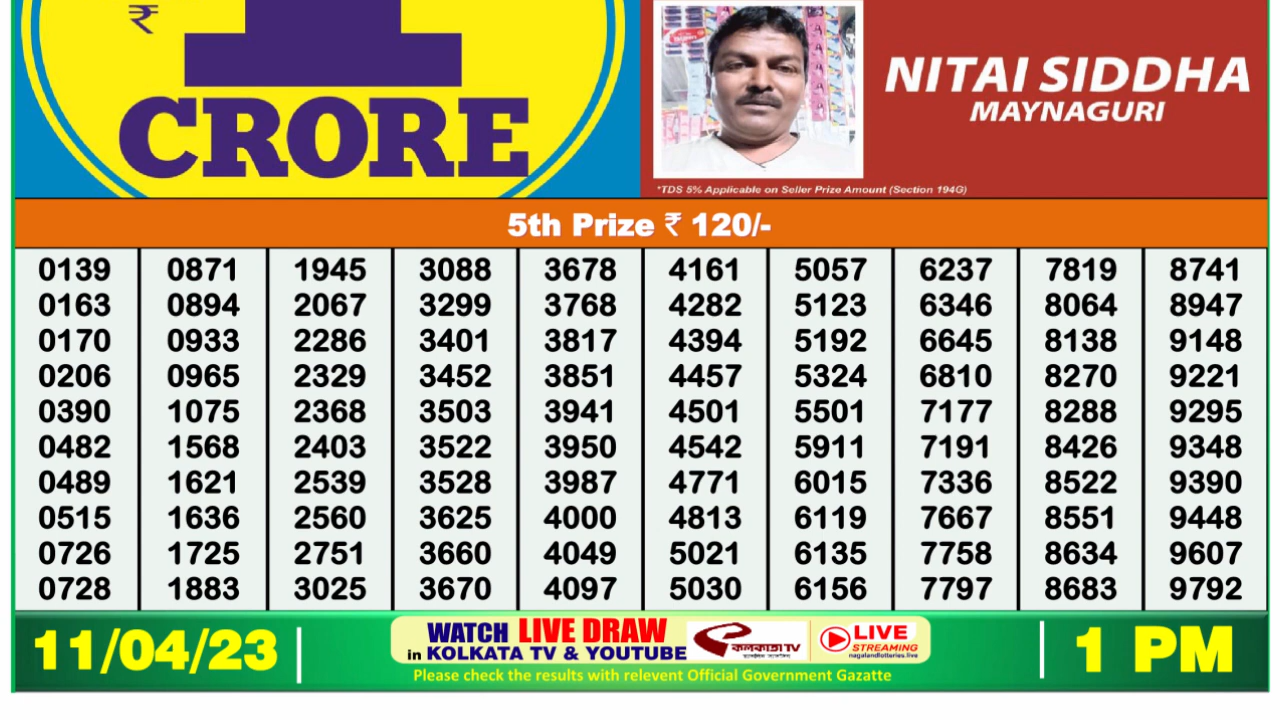 ₹
1
CRORE
NITAI SIDDHA
MAYNAGURI
*TDS 5% Applicable on Seller Prize Amount (Section 194G)
5th Prize ₹ 120/-
0139 0871 1945 3088 3678 4161 5057 6237 7819 8741
0163 0894 2067 3299 3768 4282 5123 6346 8064 8947
0170 0933 2286 3401 3817 4394 5192 6645 8138 9148
0206 0965 2329 3452 3851 4457 5324 6810 8270 9221
0390 1075 2368 3503 3941 4501 5501 7177 8288 9295
0482 1568 2403 3522 3950 4542 5911 7191 8426 9348
0489 1621 2539 3528 3987 4771 6015 7336 8522 9390
0515 1636 2560 3625 4000 4813 6119 7667 8551 9448
0726 1725 2751 3660 4049 5021 6135 7758 8634 9607
0728 1883 3025 3670 4097 5030 6156 7797 8683 9792
11/04/23
WATCH LIVE DRAW
in KOLKATA TV & YOUTUBE
কলকাতা TV
LIVE
STREAMING
nagalandlotteries.live
1 PM
Please check the results with relevent Official Government Gazatte